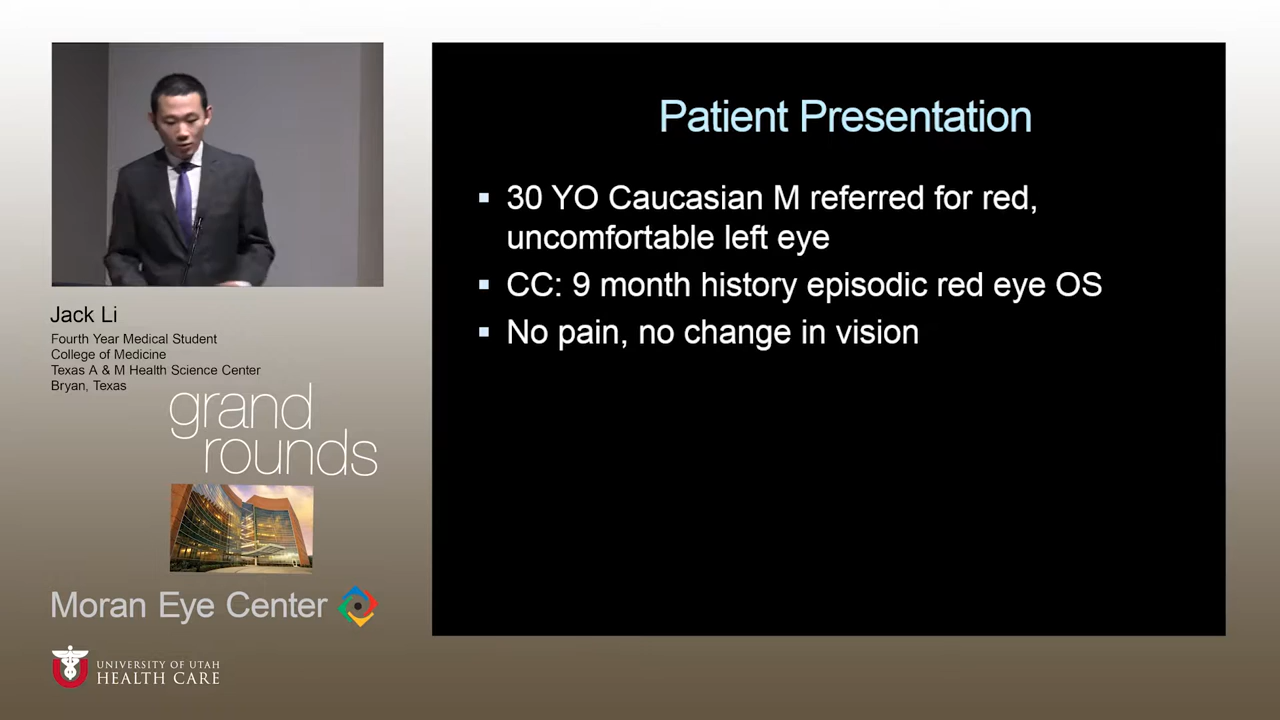 Patient Presentation
▪ 30 YO Caucasian M referred for red,
uncomfortable left eye
▪ CC: 9 month history episodic red eye OS
▪ No pain, no change in vision
Jack Li
Fourth Year Medical Student
College of Medicine
Texas A & M Health Science Center
Bryan, Texas
grand
rounds
Moran Eye Center
UNIVERSITY OF UTAH
HEALTH CARE